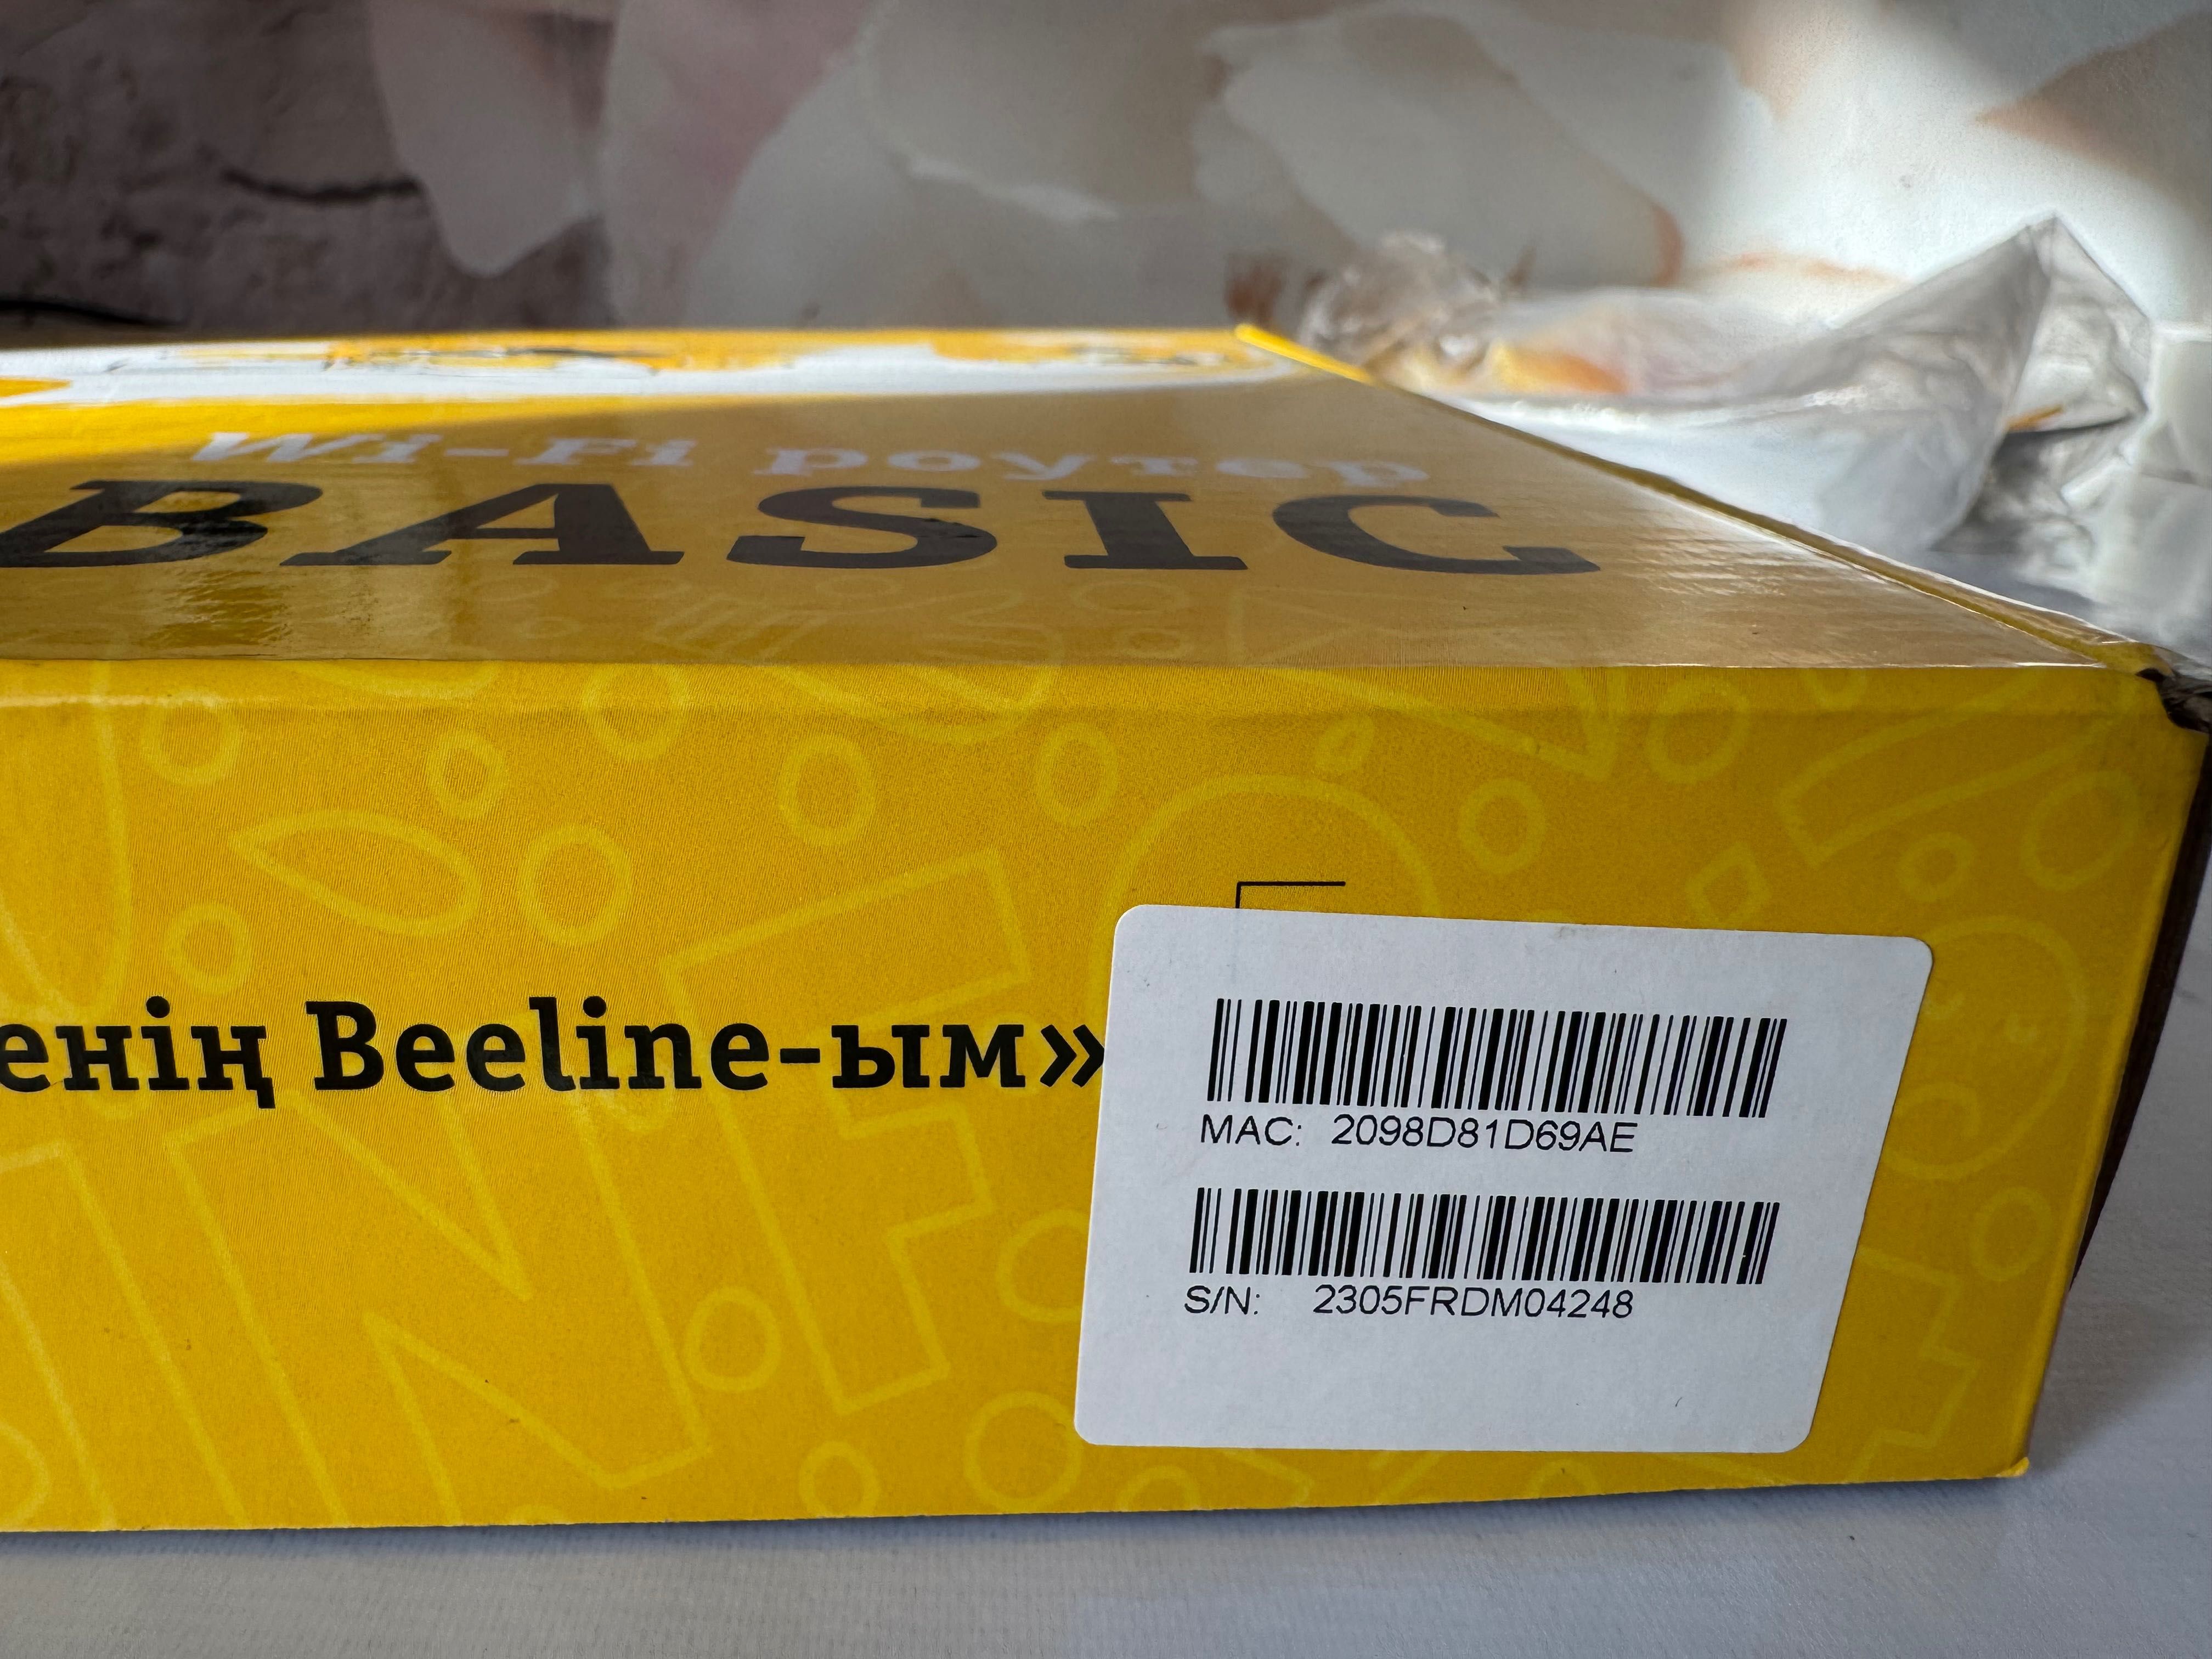 Wi-Fi роутер
BASIC
енің Beeline-ым»
MAC: 2098D81D69AE
S/N: 2305FRDM04248